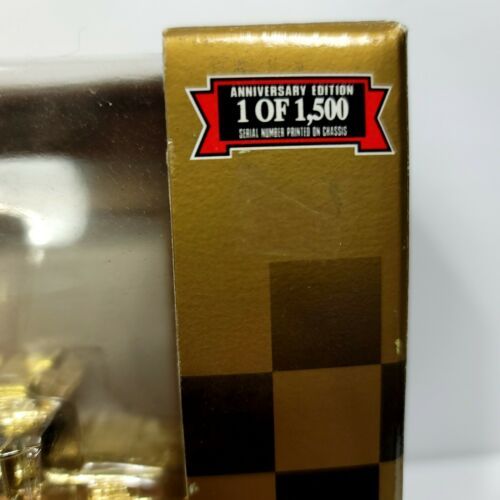 ANNIVERSARY EDITION
1 OF 1,500
SERIAL NUMBER PRINTED ON CHASSIS